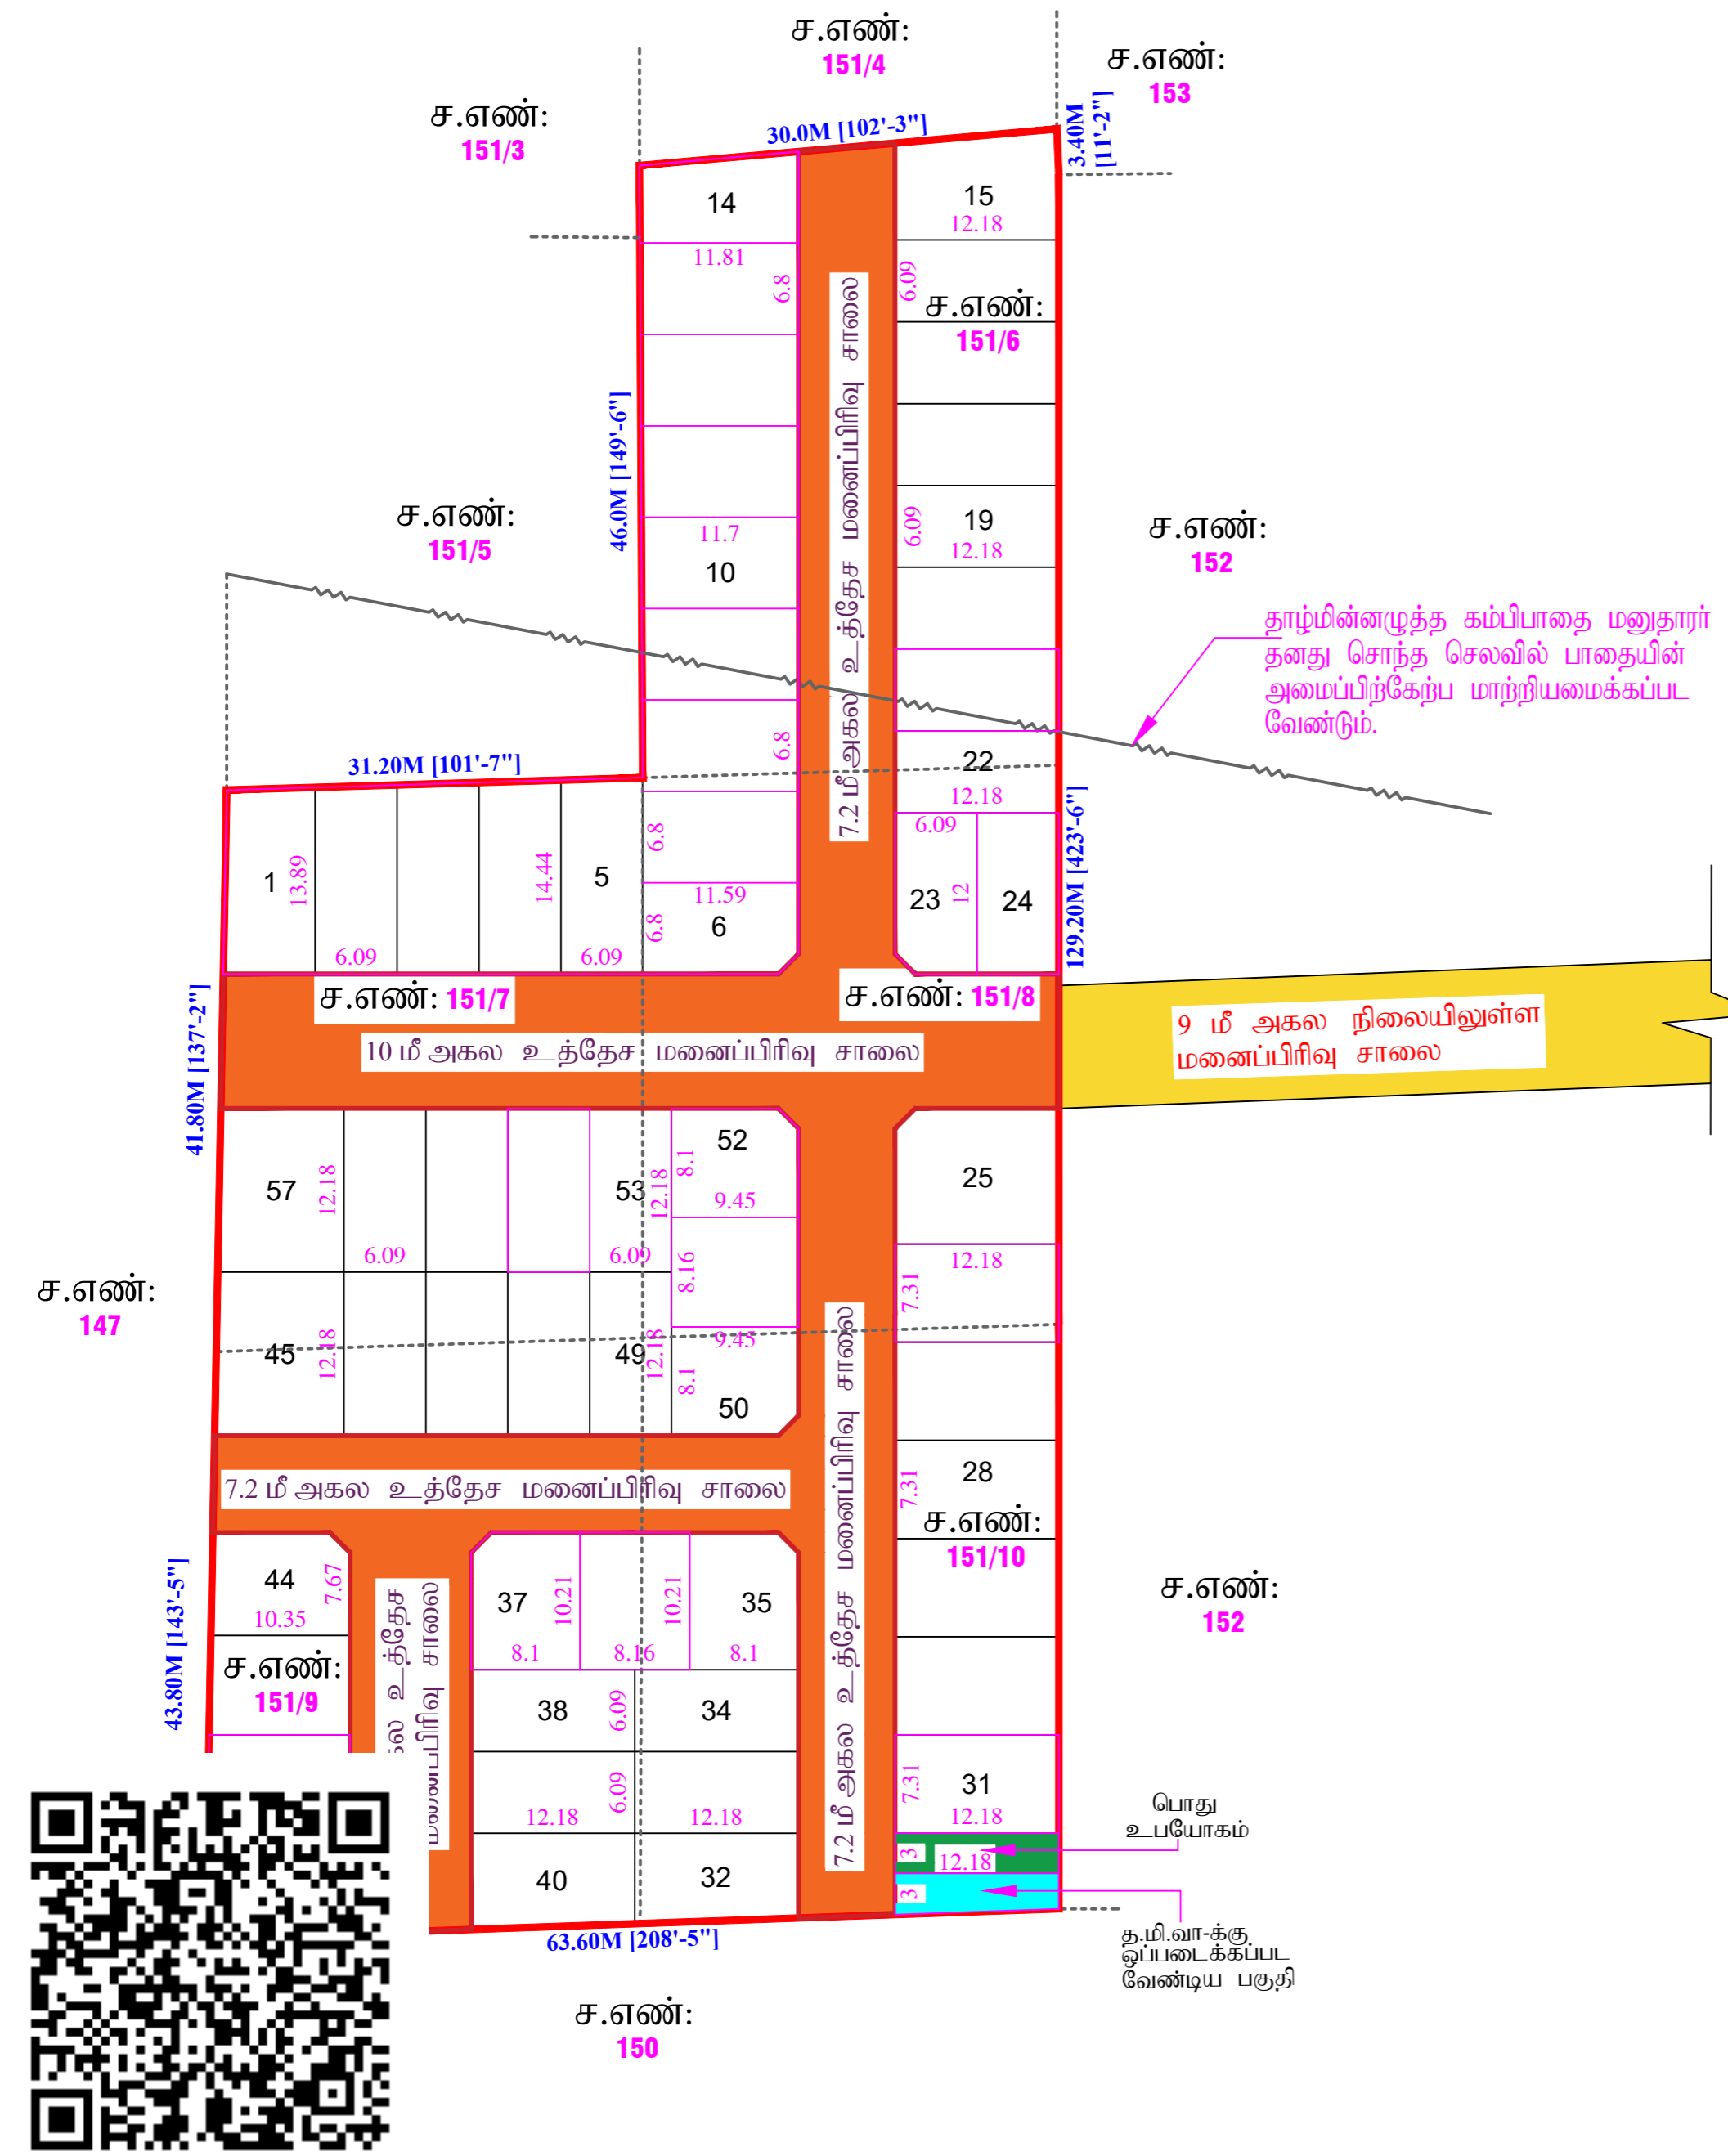 ச.எண்:
151/4
ச.எண்:
153
ச.எண்:
151/3
30.0M [102'-3"]
3.40M
[11'-2"]
14
15
12.18
11.81
6.8
6.09
ச.எண்:
151/6
7.2 மீ அகல உத்தேச மனைப்பிரிவு சாலை
46.0M [149'-6"]
ச.எண்:
151/5
11.7
10
6.09
19
12.18
ச.எண்:
152
தாழ்மின்னழுத்த கம்பிபாதை மனுதாரர்
தனது சொந்த செலவில் பாதையின்
அமைப்பிற்கேற்ப மாற்றியமைக்கப்பட
வேண்டும்.
31.20M [101'-7"]
6.8
22
12.18
6.09
1
13.89
14.44
5
6.8
11.59
6.8
6
23
12
24
129.20M [423'-6"]
6.09
6.09
ச.எண்: 151/7
ச.எண்: 151/8
41.80M [137'-2"]
10 மீ அகல உத்தேச மனைப்பிரிவு சாலை
9 மீ அகல நிலையிலுள்ள
மனைப்பிரிவு சாலை
57
12.18
53
12.18
8.1
52
9.45
25
6.09
6.09
8.16
12.18
7.31
ச.எண்:
147
45
12.18
49
12.18
9.45
8.1
50
7.2 மீ அகல உத்தேச மனைப்பிரிவு சாலை
28
7.31
7.2 மீ அகல உத்தேச மனைப்பிரிவு சாலை
ச.எண்:
151/10
43.80M [143'-5"]
44
7.67
10.35
உத்தேச
மனைப்பிரிவு சாலை
37
10.21
10.21
35
8.1
8.16
8.1
ச.எண்:
152
ச.எண்:
151/9
38
6.09
34
12.18
6.09
12.18
7.31
31
12.18
பொது
உபயோகம்
3
12.18
40
32
3
63.60M [208'-5"]
த.மி.வா-க்கு
ஒப்படைக்கப்பட
வேண்டிய பகுதி
ச.எண்:
150